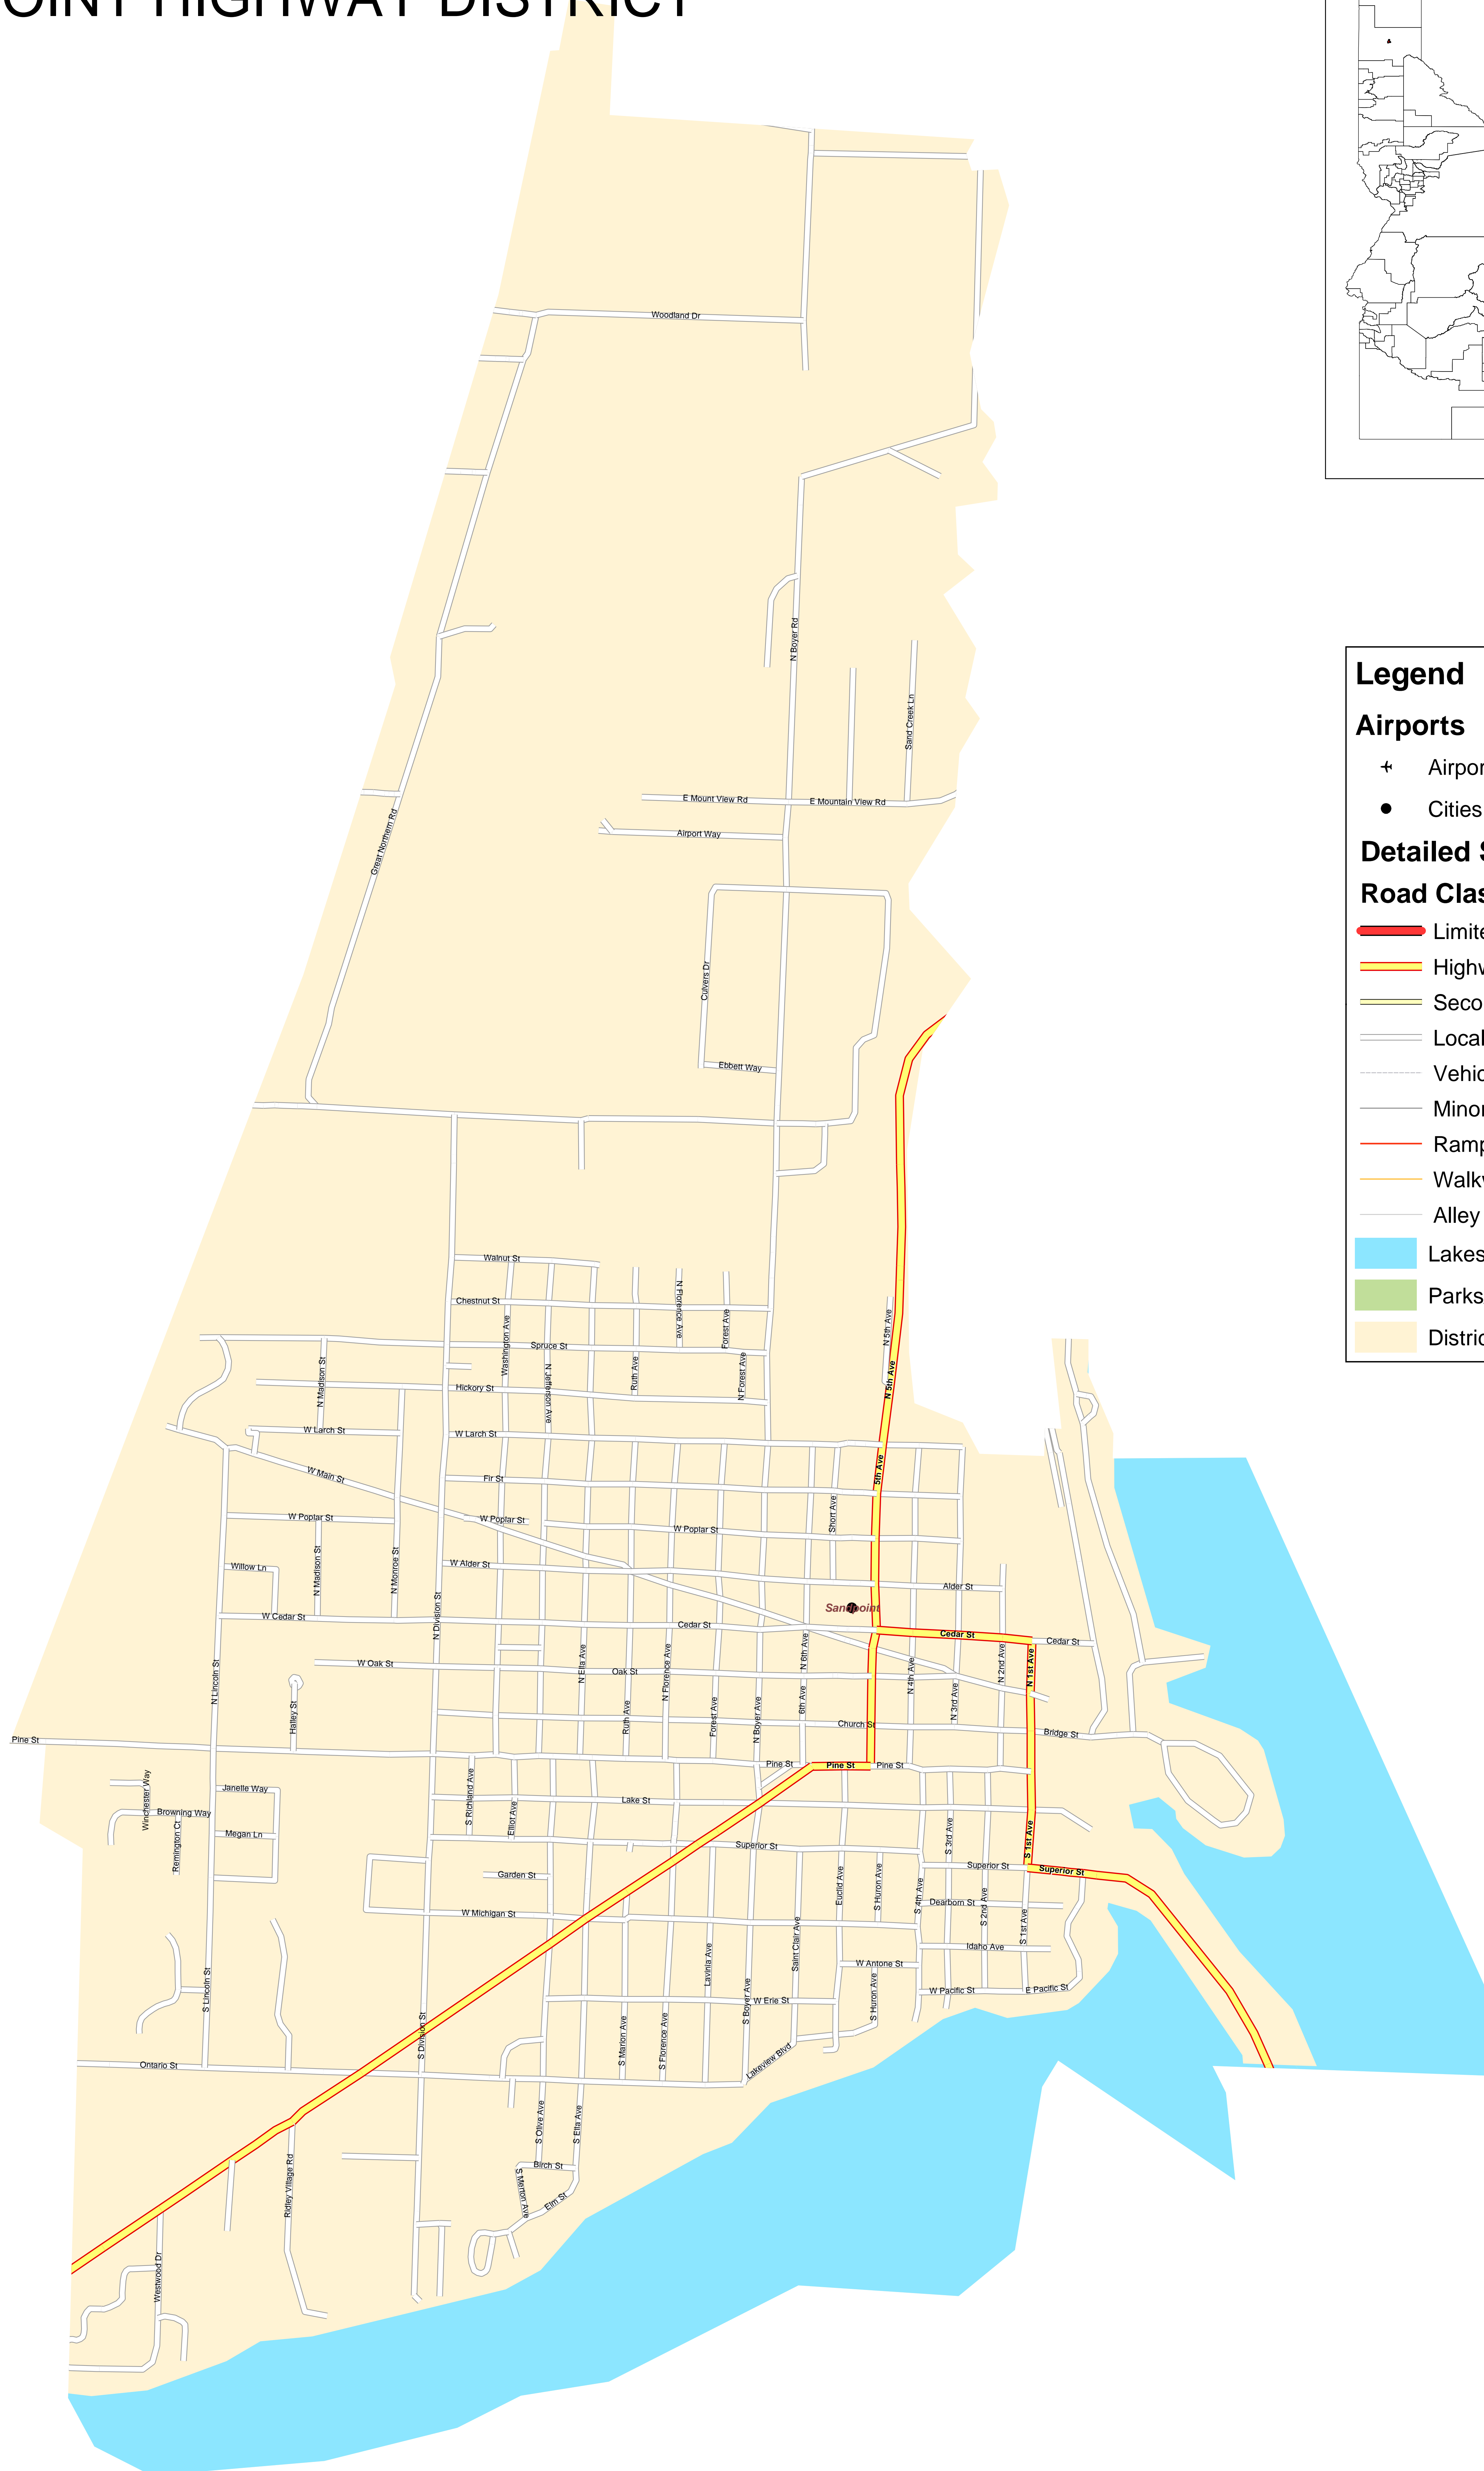 OINT HIGHWAY DISTRICT
Woodland Dr
N Boyer Rd
Sand Creek Ln
Great Northern Rd
E Mount View Rd
E Mountain View Rd
Airport Way
Culvers Dr
Ebbett Way
Walnut St
Chestnut St
N Florence Ave
Forest Ave
N 5th Ave
Washington Ave
Spruce St
N Madison St
Ruth Ave
N Forest Ave
N Jefferson Ave
Hickory St
N 5th Ave
W Larch St
W Larch St
W Main St
Fir St
5th Ave
W Poplar St
W Poplar St
W Poplar St
Short Ave
Willow Ln
N Madison St
N Monroe St
W Alder St
Alder St
Sandpoint
W Cedar St
N Division St
Cedar St
Cedar St
Cedar St
N Lincoln St
W Oak St
N Ella Ave
Oak St
N Florence Ave
N 6th Ave
N 4th Ave
N 2nd Ave
N 1st Ave
Halley St
Ruth Ave
Forest Ave
N Boyer Ave
6th Ave
Church St
N 3rd Ave
Bridge St
Pine St
Pine St
Pine St
Pine St
Winchester Way
Janelle Way
Browning Way
Remington Ct
Megan Ln
S Richland Ave
Elliot Ave
Lake St
Superior St
S 3rd Ave
S 1st Ave
Superior St
Superior St
Garden St
Euclid Ave
S Huron Ave
S 4th Ave
Dearborn St
S 2nd Ave
S 1st Ave
W Michigan St
Saint Clair Ave
Idaho Ave
Lavinia Ave
W Antone St
S Lincoln St
S Boyer Ave
W Erie St
S Huron Ave
W Pacific St
E Pacific St
S Division St
S Marion Ave
S Florence Ave
Lakeview Blvd
Ontario St
S Olive Ave
S Ella Ave
Birch St
S Merton Ave
Elm St
Ridley Village Rd
Westwood Dr
Legend
Airports
Airpor
Cities
Detailed S
Road Clas
Limite
Highw
Seco
Local
Vehic
Minor
Ramp
Walkw
Alley
Lakes
Parks
Distric